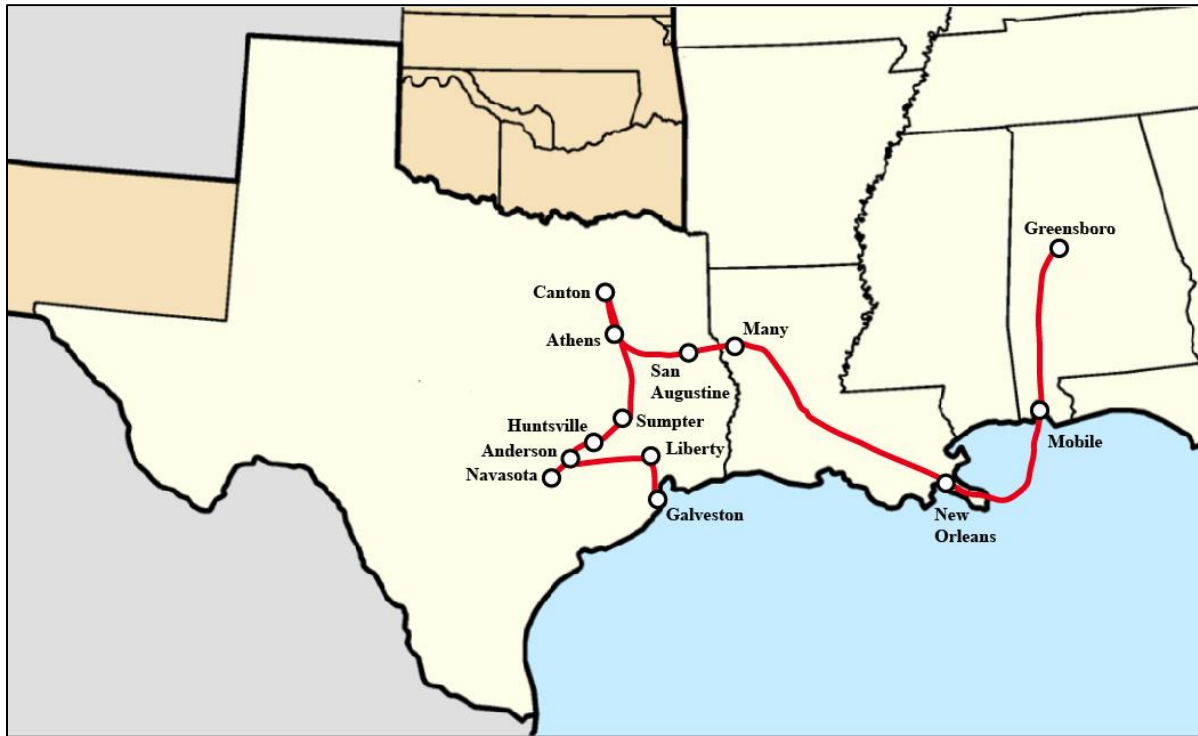 Greensboro
Canton
Athens
Many
San
Augustine
Sumpter
Huntsville
Anderson
Liberty
Navasota
Mobile
Galveston
New
Orleans